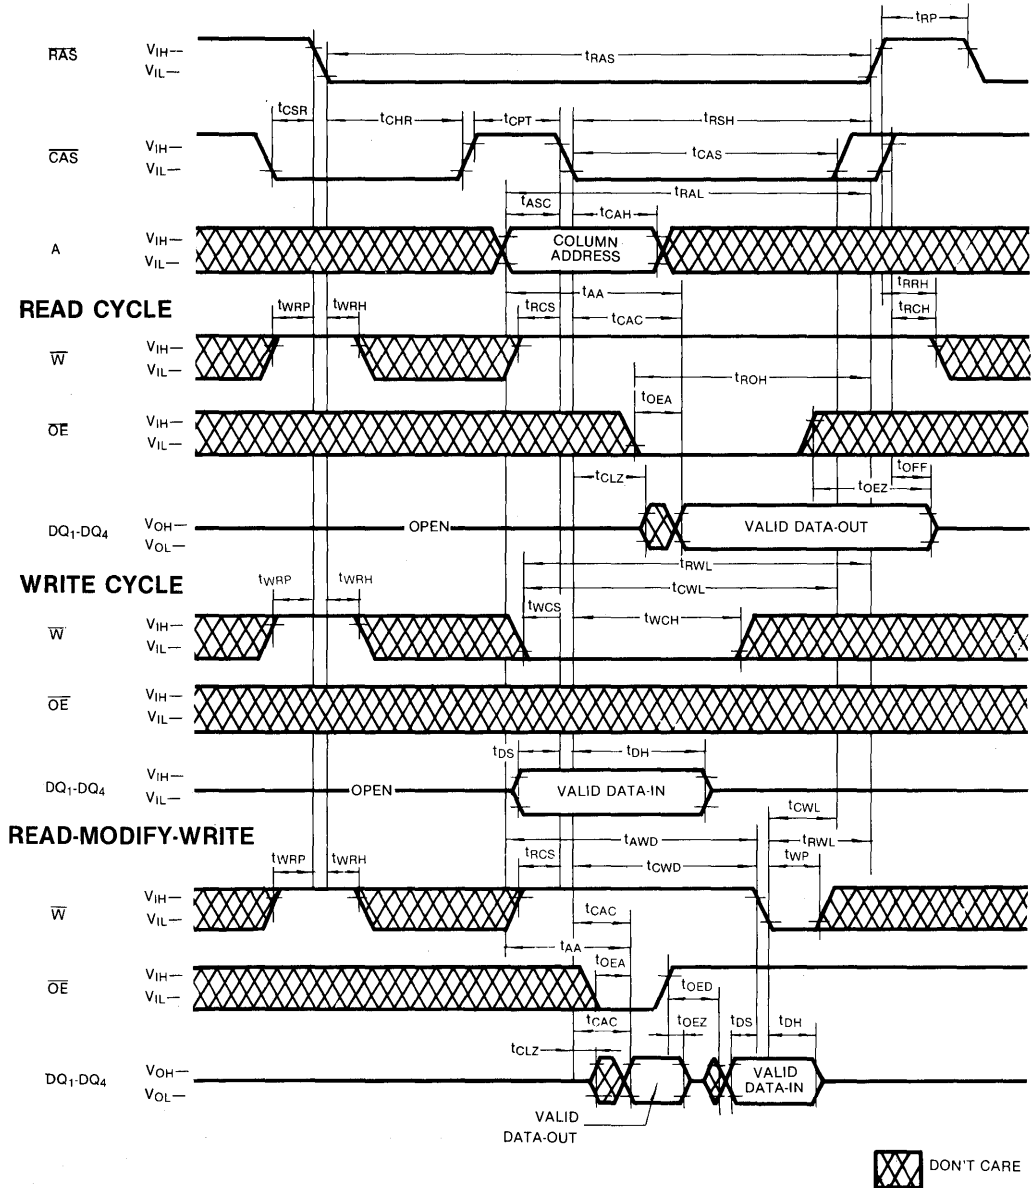 tRP
RAS VIH—
VIL—
tRAS
tCSR tCHR tCPT tRSH
CAS VIH—
VIL—
tCAS
tRAL
tASC tCAH
A VIH—
VIL—
COLUMN
ADDRESS
tRRH
tAA
READ CYCLE
tWRP tWRH tRCS tCAC tRCH
W VIH—
VIL—
tROH
tOEA
OE VIH—
VIL—
tOFF
tCLZ tOEZ
DQ1-DQ4 VOH—
VOL—
OPEN VALID DATA-OUT
tRWL
WRITE CYCLE
tWRP tWRH tCWL
tWCS tWCH
W VIH—
VIL—
OE VIH—
VIL—
tDS tDH
DQ1-DQ4 VIH—
VIL—
OPEN VALID DATA-IN
tCWL
READ-MODIFY-WRITE
tAWD tRWL
tWRP tWRH tRCS tCWD tWP
W VIH—
VIL—
tCAC
tAA
tOEA
OE VIH—
VIL—
tOED
tCAC tOEZ tDS tDH
tCLZ
DQ1-DQ4 VOH—
VOL—
VALID
DATA-IN
VALID
DATA-OUT
DON'T CARE